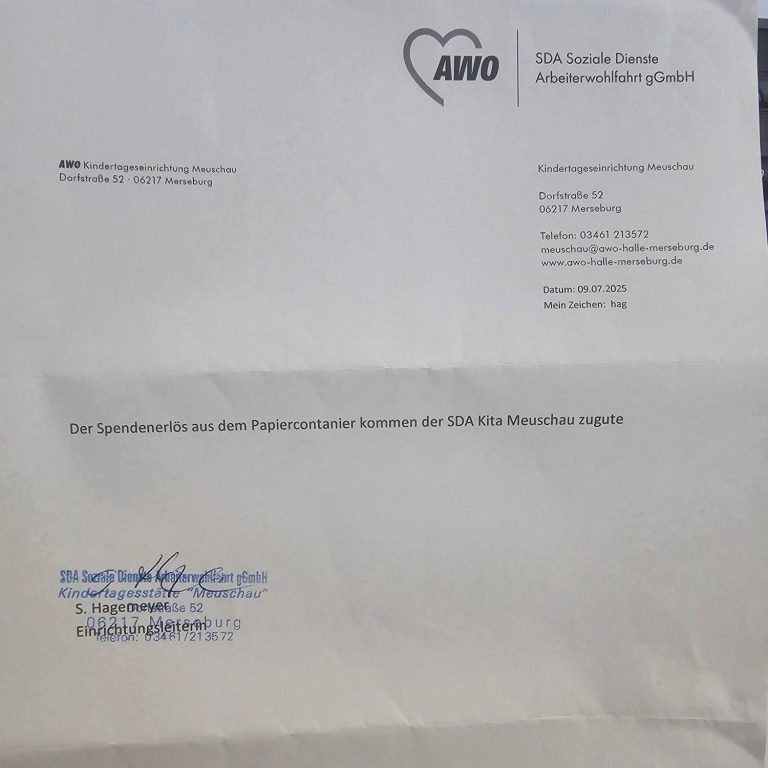 AWO
SDA Soziale Dienste
Arbeiterwohlfahrt gGmbH
AWO Kindertageseinrichtung Meuschau
Dorfstraße 52 · 06217 Merseburg
Kindertageseinrichtung Meuschau
Dorfstraße 52
06217 Merseburg
Telefon: 03461 213572
meuschau@awo-halle-merseburg.de
www.awo-halle-merseburg.de
Datum: 09.07.2025
Mein Zeichen: hag
Der Spendenerlös aus dem Papiercontanier kommen der SDA Kita Meuschau zugute
SDA Soziale Dienste Arbeiterwohlfahrt gGmbH
Kindertagesstätte "Meuschau"
Dorfstraße 52
06217 Merseburg
Telefon: 03461/213572
S. Hagemeyer
Einrichtungsleiterin